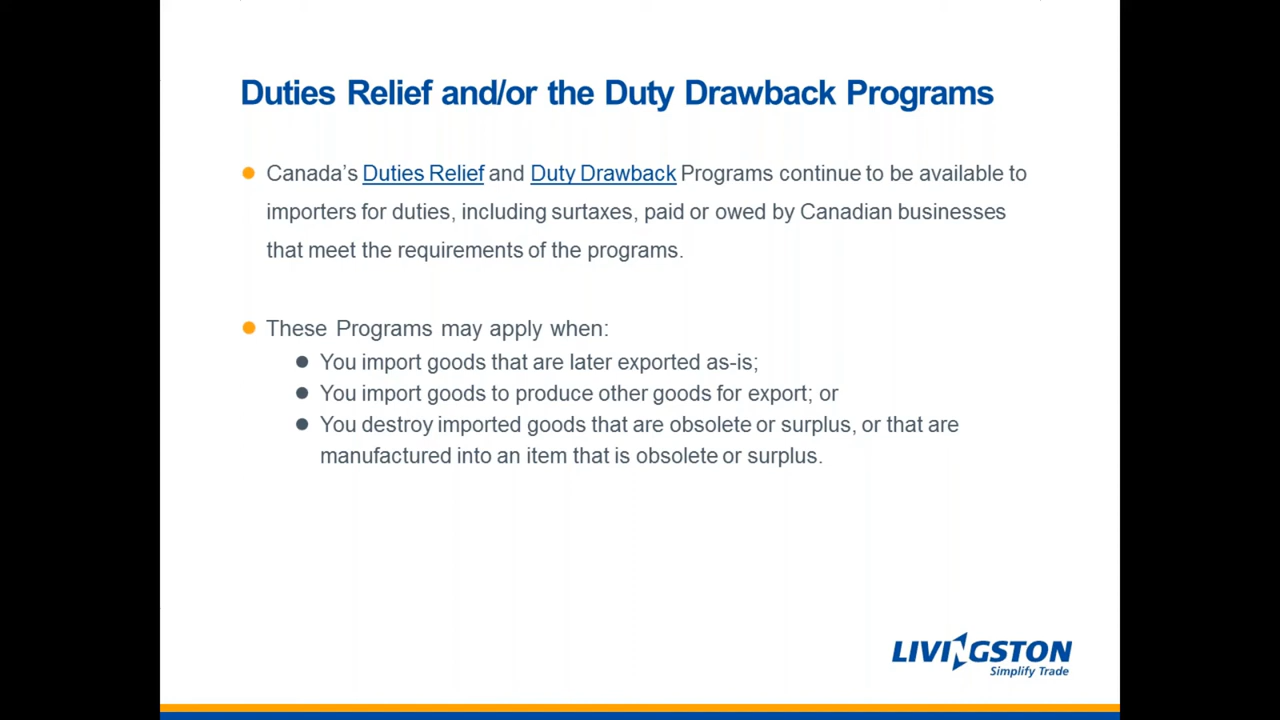 Duties Relief and/or the Duty Drawback Programs
Canada’s Duties Relief and Duty Drawback Programs continue to be available to
importers for duties, including surtaxes, paid or owed by Canadian businesses
that meet the requirements of the programs.
These Programs may apply when:
You import goods that are later exported as-is;
You import goods to produce other goods for export; or
You destroy imported goods that are obsolete or surplus, or that are
manufactured into an item that is obsolete or surplus.
LIVINGSTON
Simplify Trade